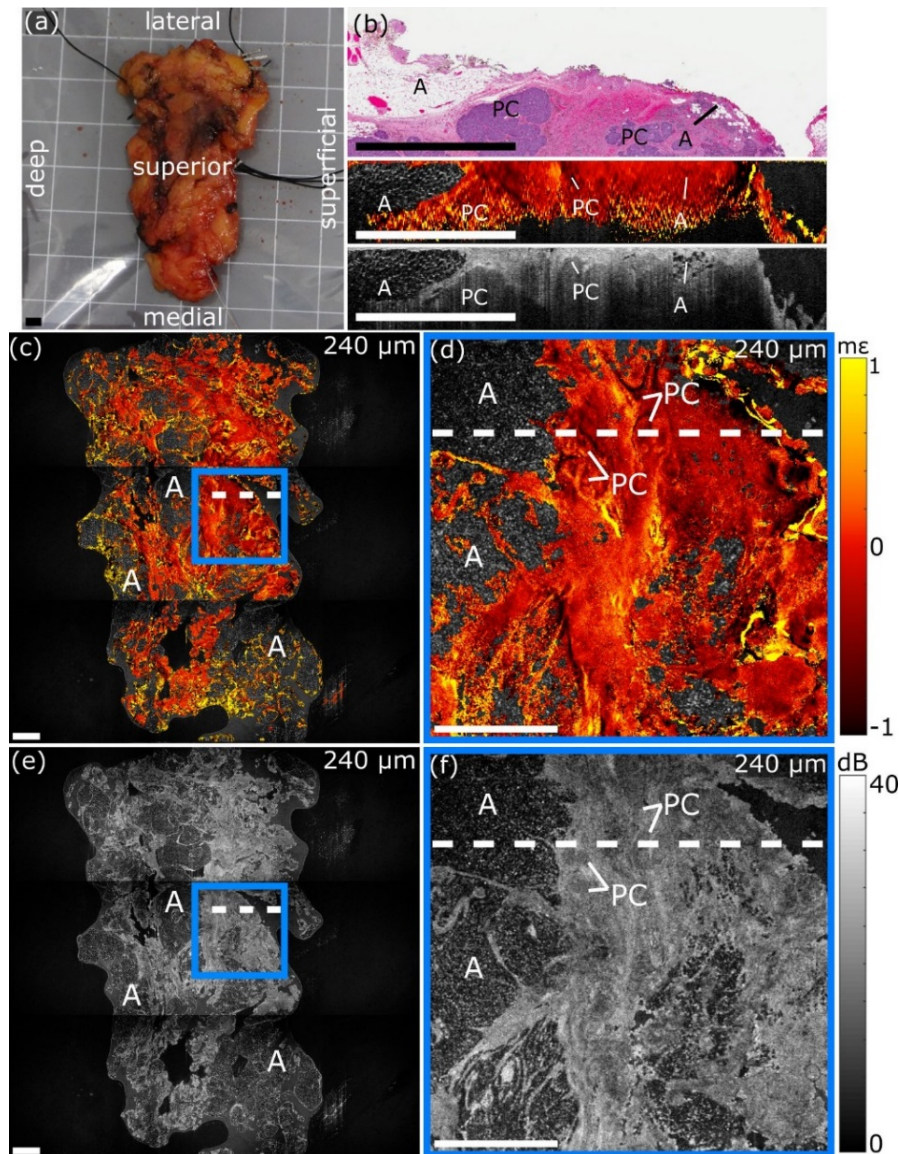 (a)
lateral
deep
superior
superficial
medial
(b)
A
PC
PC
A
A
PC
PC
A
A
PC
PC
A
(c)
240 µm
A
A
A
(d)
240 µm
A
PC
PC
A
mε
1
0
-1
(e)
240 µm
A
A
A
(f)
240 µm
A
PC
PC
A
dB
40
0